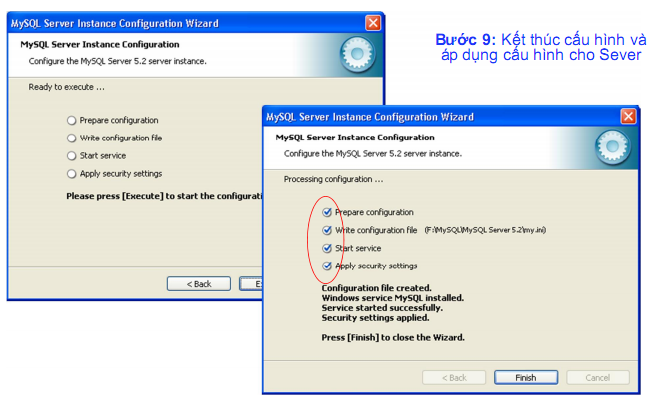 MySQL Server Instance Configuration Wizard
MySQL Server Instance Configuration
Configure the MySQL Server 5.2 server instance.
Ready to execute ...
Prepare configuration
Write configuration file
Start service
Apply security settings
Please press [Execute] to start the configurati
< Back
E
Bước 9: Kết thúc cấu hình và
áp dụng cấu hình cho Sever
MySQL Server Instance Configuration Wizard
MySQL Server Instance Configuration
Configure the MySQL Server 5.2 server instance.
Processing configuration ...
Prepare configuration
Write configuration file (F:\MySQL\MySQL Server 5.2\my.ini)
Start service
Apply security settings
Configuration file created.
Windows service MySQL installed.
Service started successfully.
Security settings applied.
Press [Finish] to close the Wizard.
< Back
Finish
Cancel